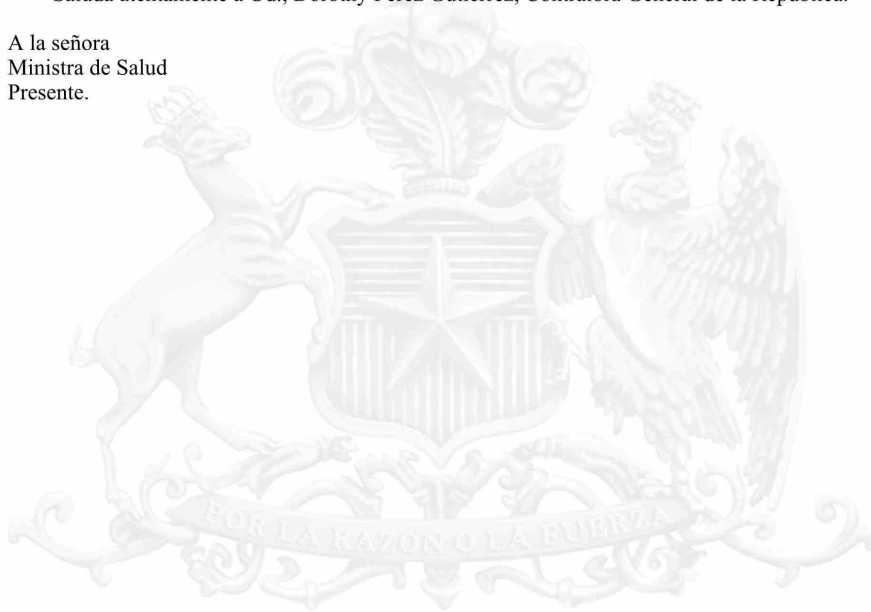 Saluda atentamente a Ud., Dorothy Pérez Gutiérrez, Contralora General de la República.
A la señora
Ministra de Salud
Presente.
POR LA RAZÓN O LA FUERZA